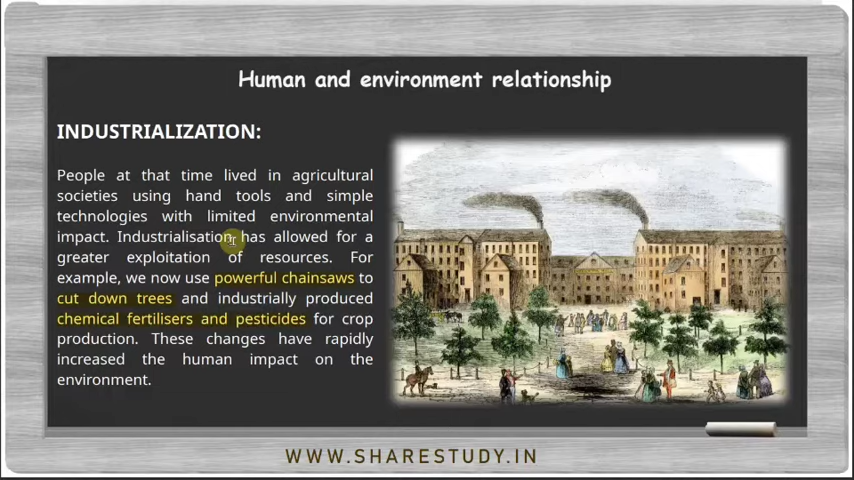 Human and environment relationship
INDUSTRIALIZATION:
People at that time lived in agricultural
societies using hand tools and simple
technologies with limited environmental
impact. Industrialisation has allowed for a
greater exploitation of resources. For
example, we now use powerful chainsaws to
cut down trees and industrially produced
chemical fertilisers and pesticides for crop
production. These changes have rapidly
increased the human impact on the
environment.
WWW.SHARESTUDY.IN